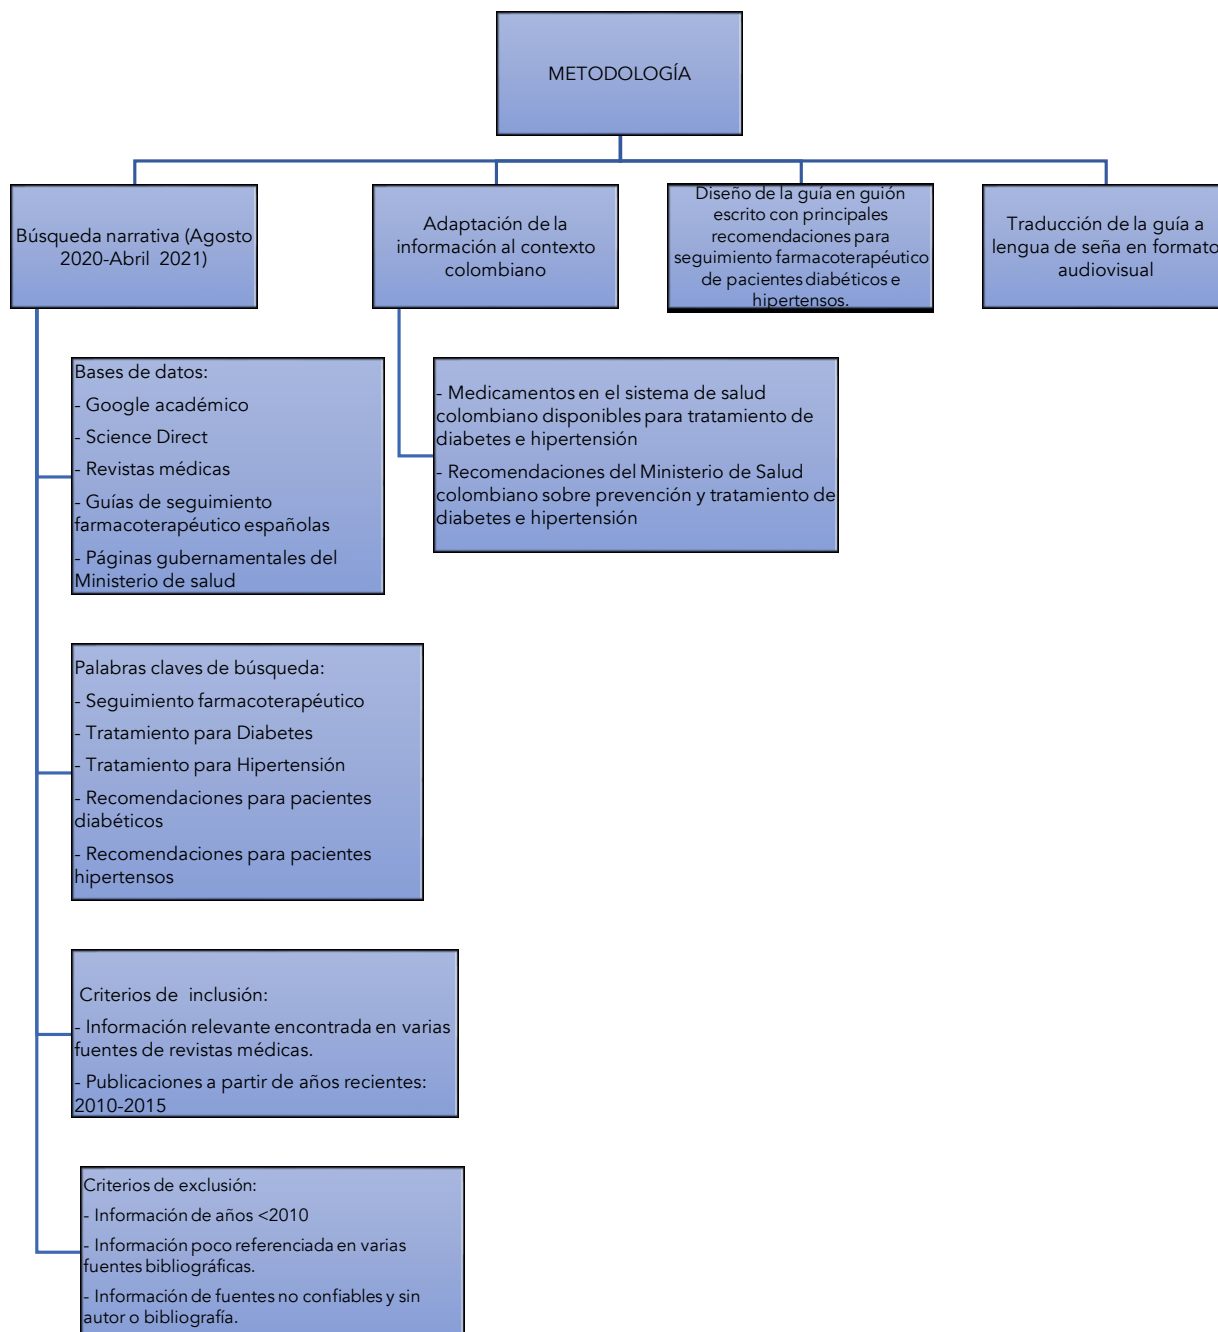 METODOLOGÍA
Búsqueda narrativa (Agosto
2020-Abril 2021)
Adaptación de la
información al contexto
colombiano
Diseño de la guía en guión
escrito con principales
recomendaciones para
seguimiento farmacoterapéutico
de pacientes diabéticos e
hipertensos.
Traducción de la guía a
lengua de seña en formato
audiovisual
Bases de datos:
- Google académico
- Science Direct
- Revistas médicas
- Guías de seguimiento
farmacoterapéutico españolas
- Páginas gubernamentales del
Ministerio de salud
- Medicamentos en el sistema de salud
colombiano disponibles para tratamiento de
diabetes e hipertensión
- Recomendaciones del Ministerio de Salud
colombiano sobre prevención y tratamiento de
diabetes e hipertensión
Palabras claves de búsqueda:
- Seguimiento farmacoterapéutico
- Tratamiento para Diabetes
- Tratamiento para Hipertensión
- Recomendaciones para pacientes
diabéticos
- Recomendaciones para pacientes
hipertensos
Criterios de inclusión:
- Información relevante encontrada en varias
fuentes de revistas médicas.
- Publicaciones a partir de años recientes:
2010-2015
Criterios de exclusión:
- Información de años <2010
- Información poco referenciada en varias
fuentes bibliográficas.
- Información de fuentes no confiables y sin
autor o bibliografía.